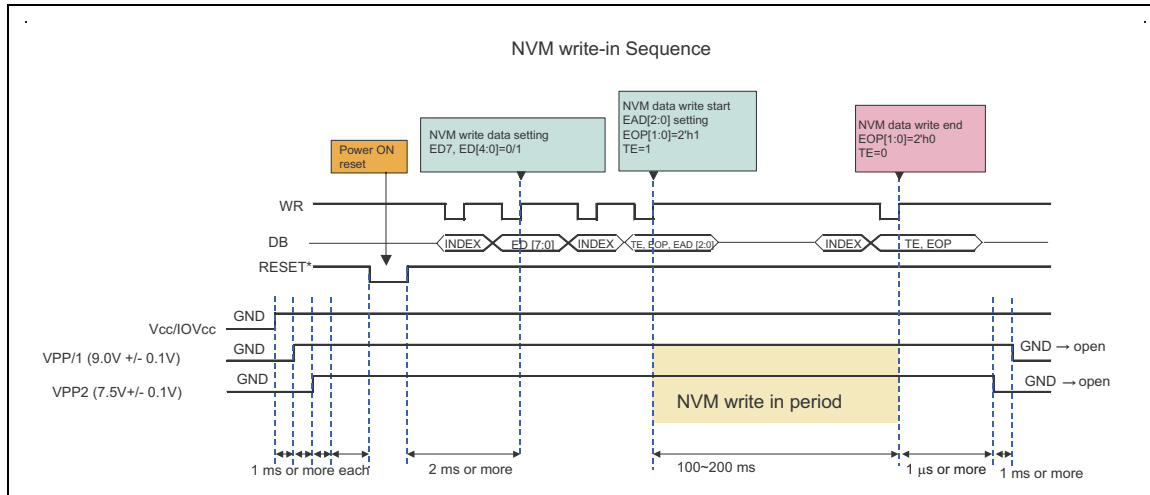 NVM write-in Sequence
Power ON
reset
NVM write data setting
ED7, ED[4:0]=0/1
NVM data write start
EAD[2:0] setting
EOP[1:0]=2'h1
TE=1
NVM data write end
EOP[1:0]=2'h0
TE=0
WR
DB
INDEX
ED [7:0]
INDEX
TE, EOP, EAD [2:0]
INDEX
TE, EOP
RESET*
GND
Vcc/IOVcc
GND
VPP/1 (9.0V +/- 0.1V)
GND → open
GND
VPP2 (7.5V+/- 0.1V)
GND → open
NVM write in period
1 ms or more each
2 ms or more
100~200 ms
1 μs or more
1 ms or more